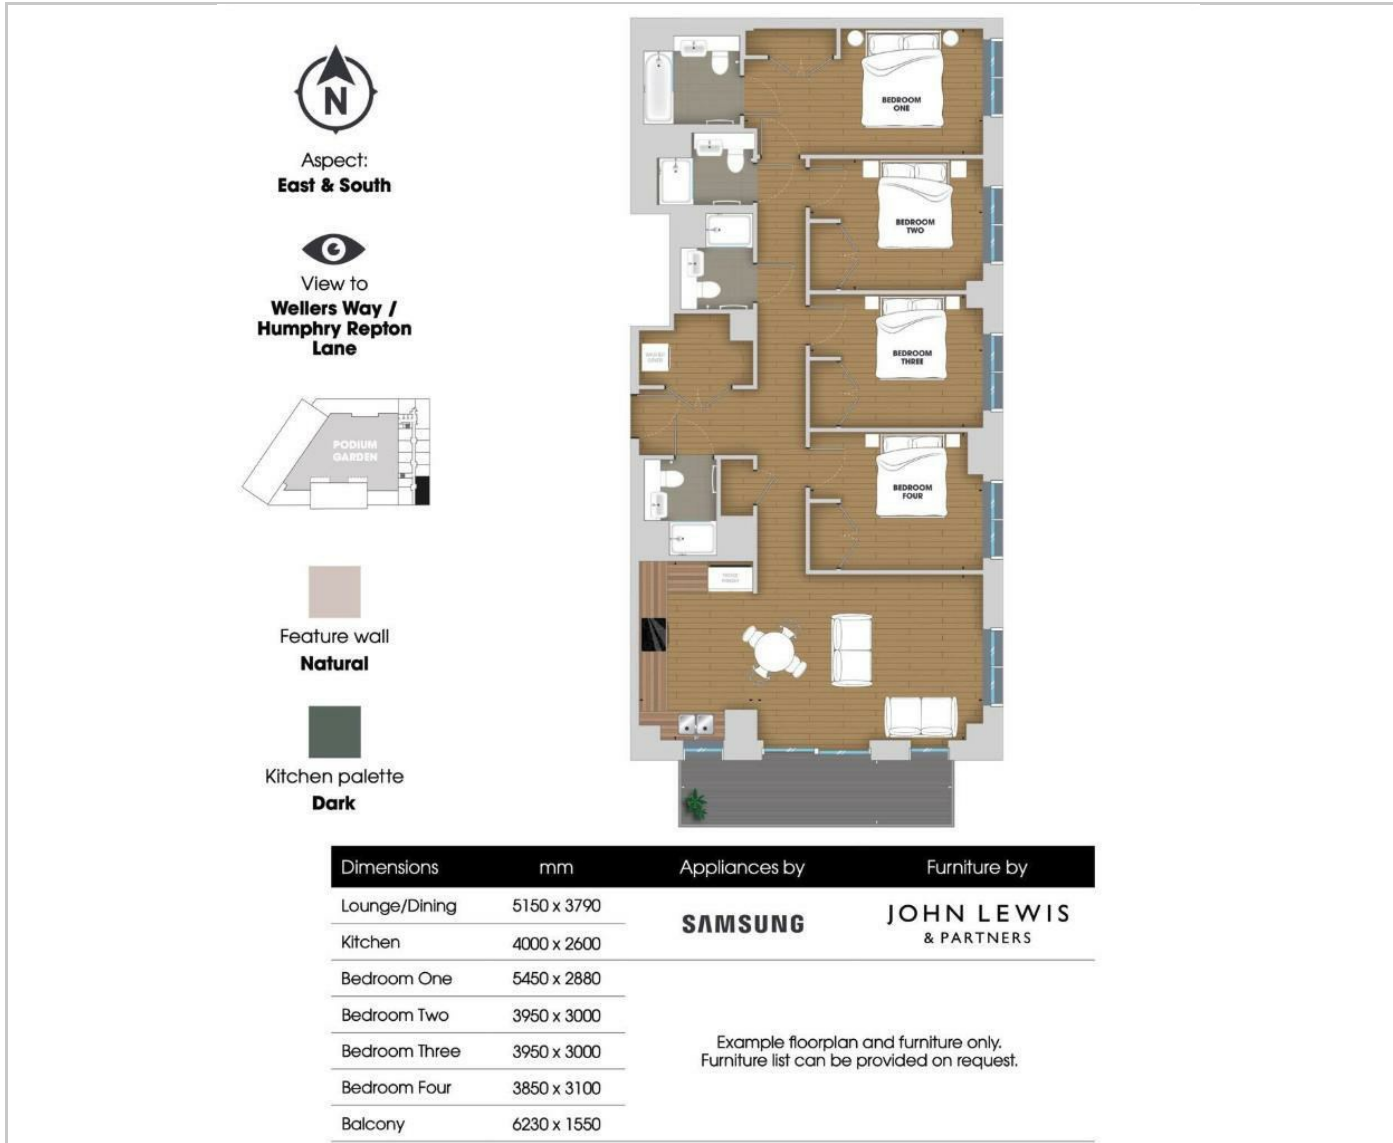 N
Aspect:
East & South
View to
Wellers Way /
Humphry Repton
Lane
PODIUM
GARDEN
Feature wall
Natural
Kitchen palette
Dark
BEDROOM
ONE
BEDROOM
TWO
BEDROOM
THREE
BEDROOM
FOUR
Dimensions mm Appliances by Furniture by
Lounge/Dining 5150 x 3790
Kitchen 4000 x 2600
SAMSUNG
JOHN LEWIS
& PARTNERS
Bedroom One 5450 x 2880
Bedroom Two 3950 x 3000
Bedroom Three 3950 x 3000
Bedroom Four 3850 x 3100
Balcony 6230 x 1550
Example floorplan and furniture only.
Furniture list can be provided on request.